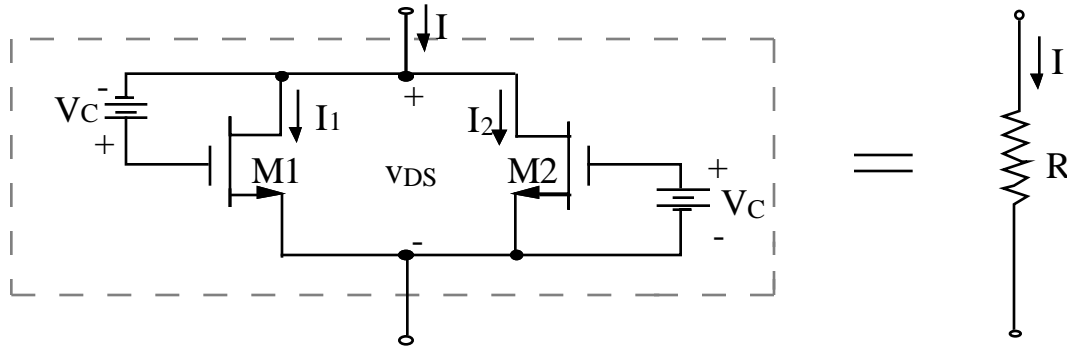 I
I
-
VC
+
I1
+
I2
+
M1
vDS
M2
VC
R
-
-